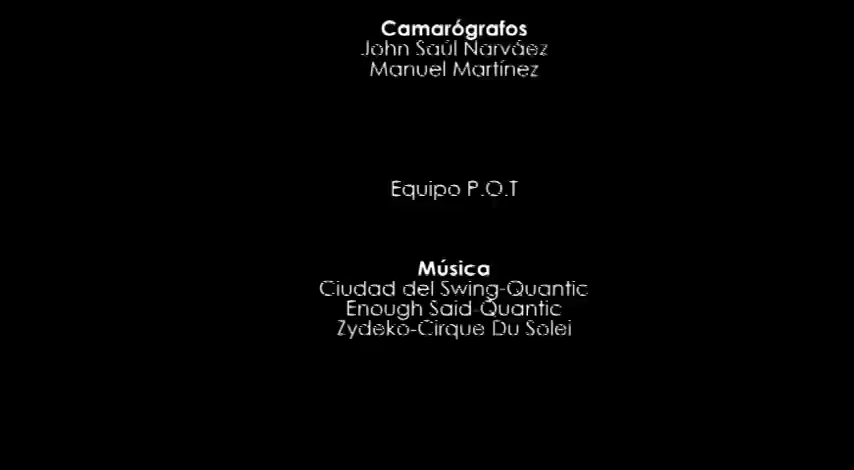 Camarógrafos
John Saúl Narváez
Manuel Martínez
Equipo P.O.T
Música
Ciudad del Swing-Quantic
Enough Said-Quantic
Zydeko-Cirque Du Solei